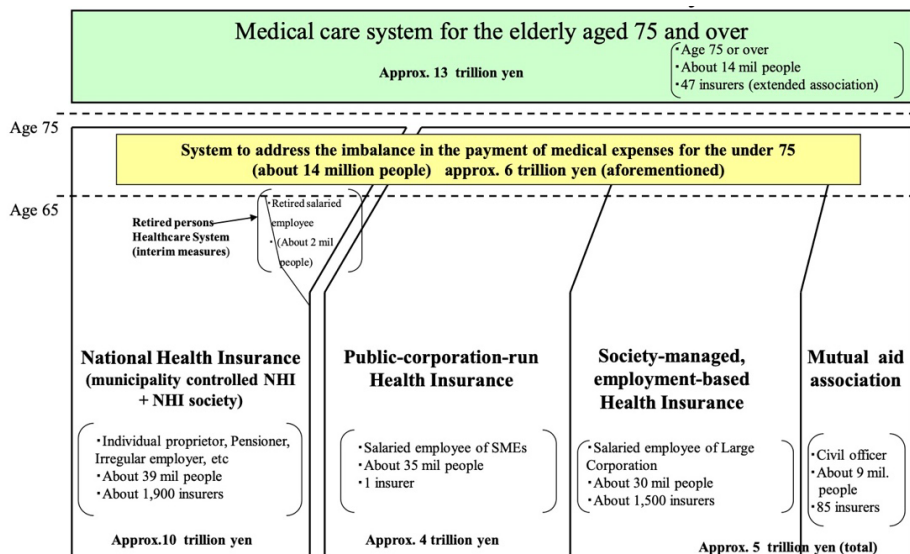 Medical care system for the elderly aged 75 and over
Approx. 13 trillion yen
・Age 75 or over
・About 14 mil people
・47 insurers (extended association)
Age 75
System to address the imbalance in the payment of medical expenses for the under 75
(about 14 million people) approx. 6 trillion yen (aforementioned)
Age 65
Retired persons
Healthcare System
(interim measures)
・Retired salaried
employee
・(About 2 mil
people)
National Health Insurance
(municipality controlled NHI
+ NHI society)
・Individual proprietor, Pensioner,
Irregular employer, etc
・About 39 mil people
・About 1,900 insurers
Approx.10 trillion yen
Public-corporation-run
Health Insurance
・Salaried employee of SMEs
・About 35 mil people
・1 insurer
Approx.4 trillion yen
Society-managed,
employment-based
Health Insurance
・Salaried employee of Large
Corporation
・About 30 mil people
・About 1,500 insurers
Mutual aid
association
・Civil officer
・About 9 mil.
people
・85 insurers
Approx. 5 trillion yen (total)